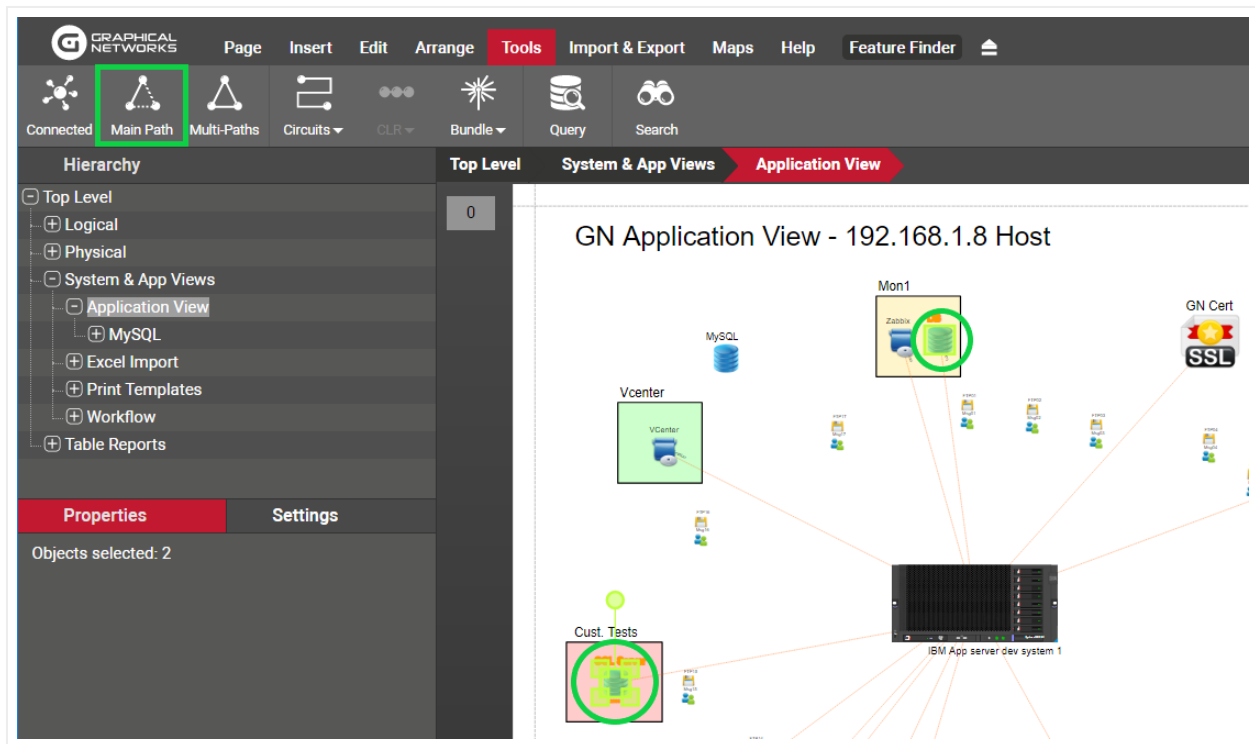 GRAPHICAL
NETWORKS
Page Insert Edit Arrange Tools Import & Export Maps Help Feature Finder
Connected Main Path Multi-Paths Circuits CLR Bundle Query Search
Hierarchy
Top Level
Logical
Physical
System & App Views
Application View
MySQL
Excel Import
Print Templates
Workflow
Table Reports
Properties Settings
Objects selected: 2
Top Level System & App Views Application View
0
GN Application View - 192.168.1.8 Host
Mon1
Zabbix
GN Cert
SSL
MySQL
Vcenter
VCenter
Cust. Tests
IBM App server dev system 1